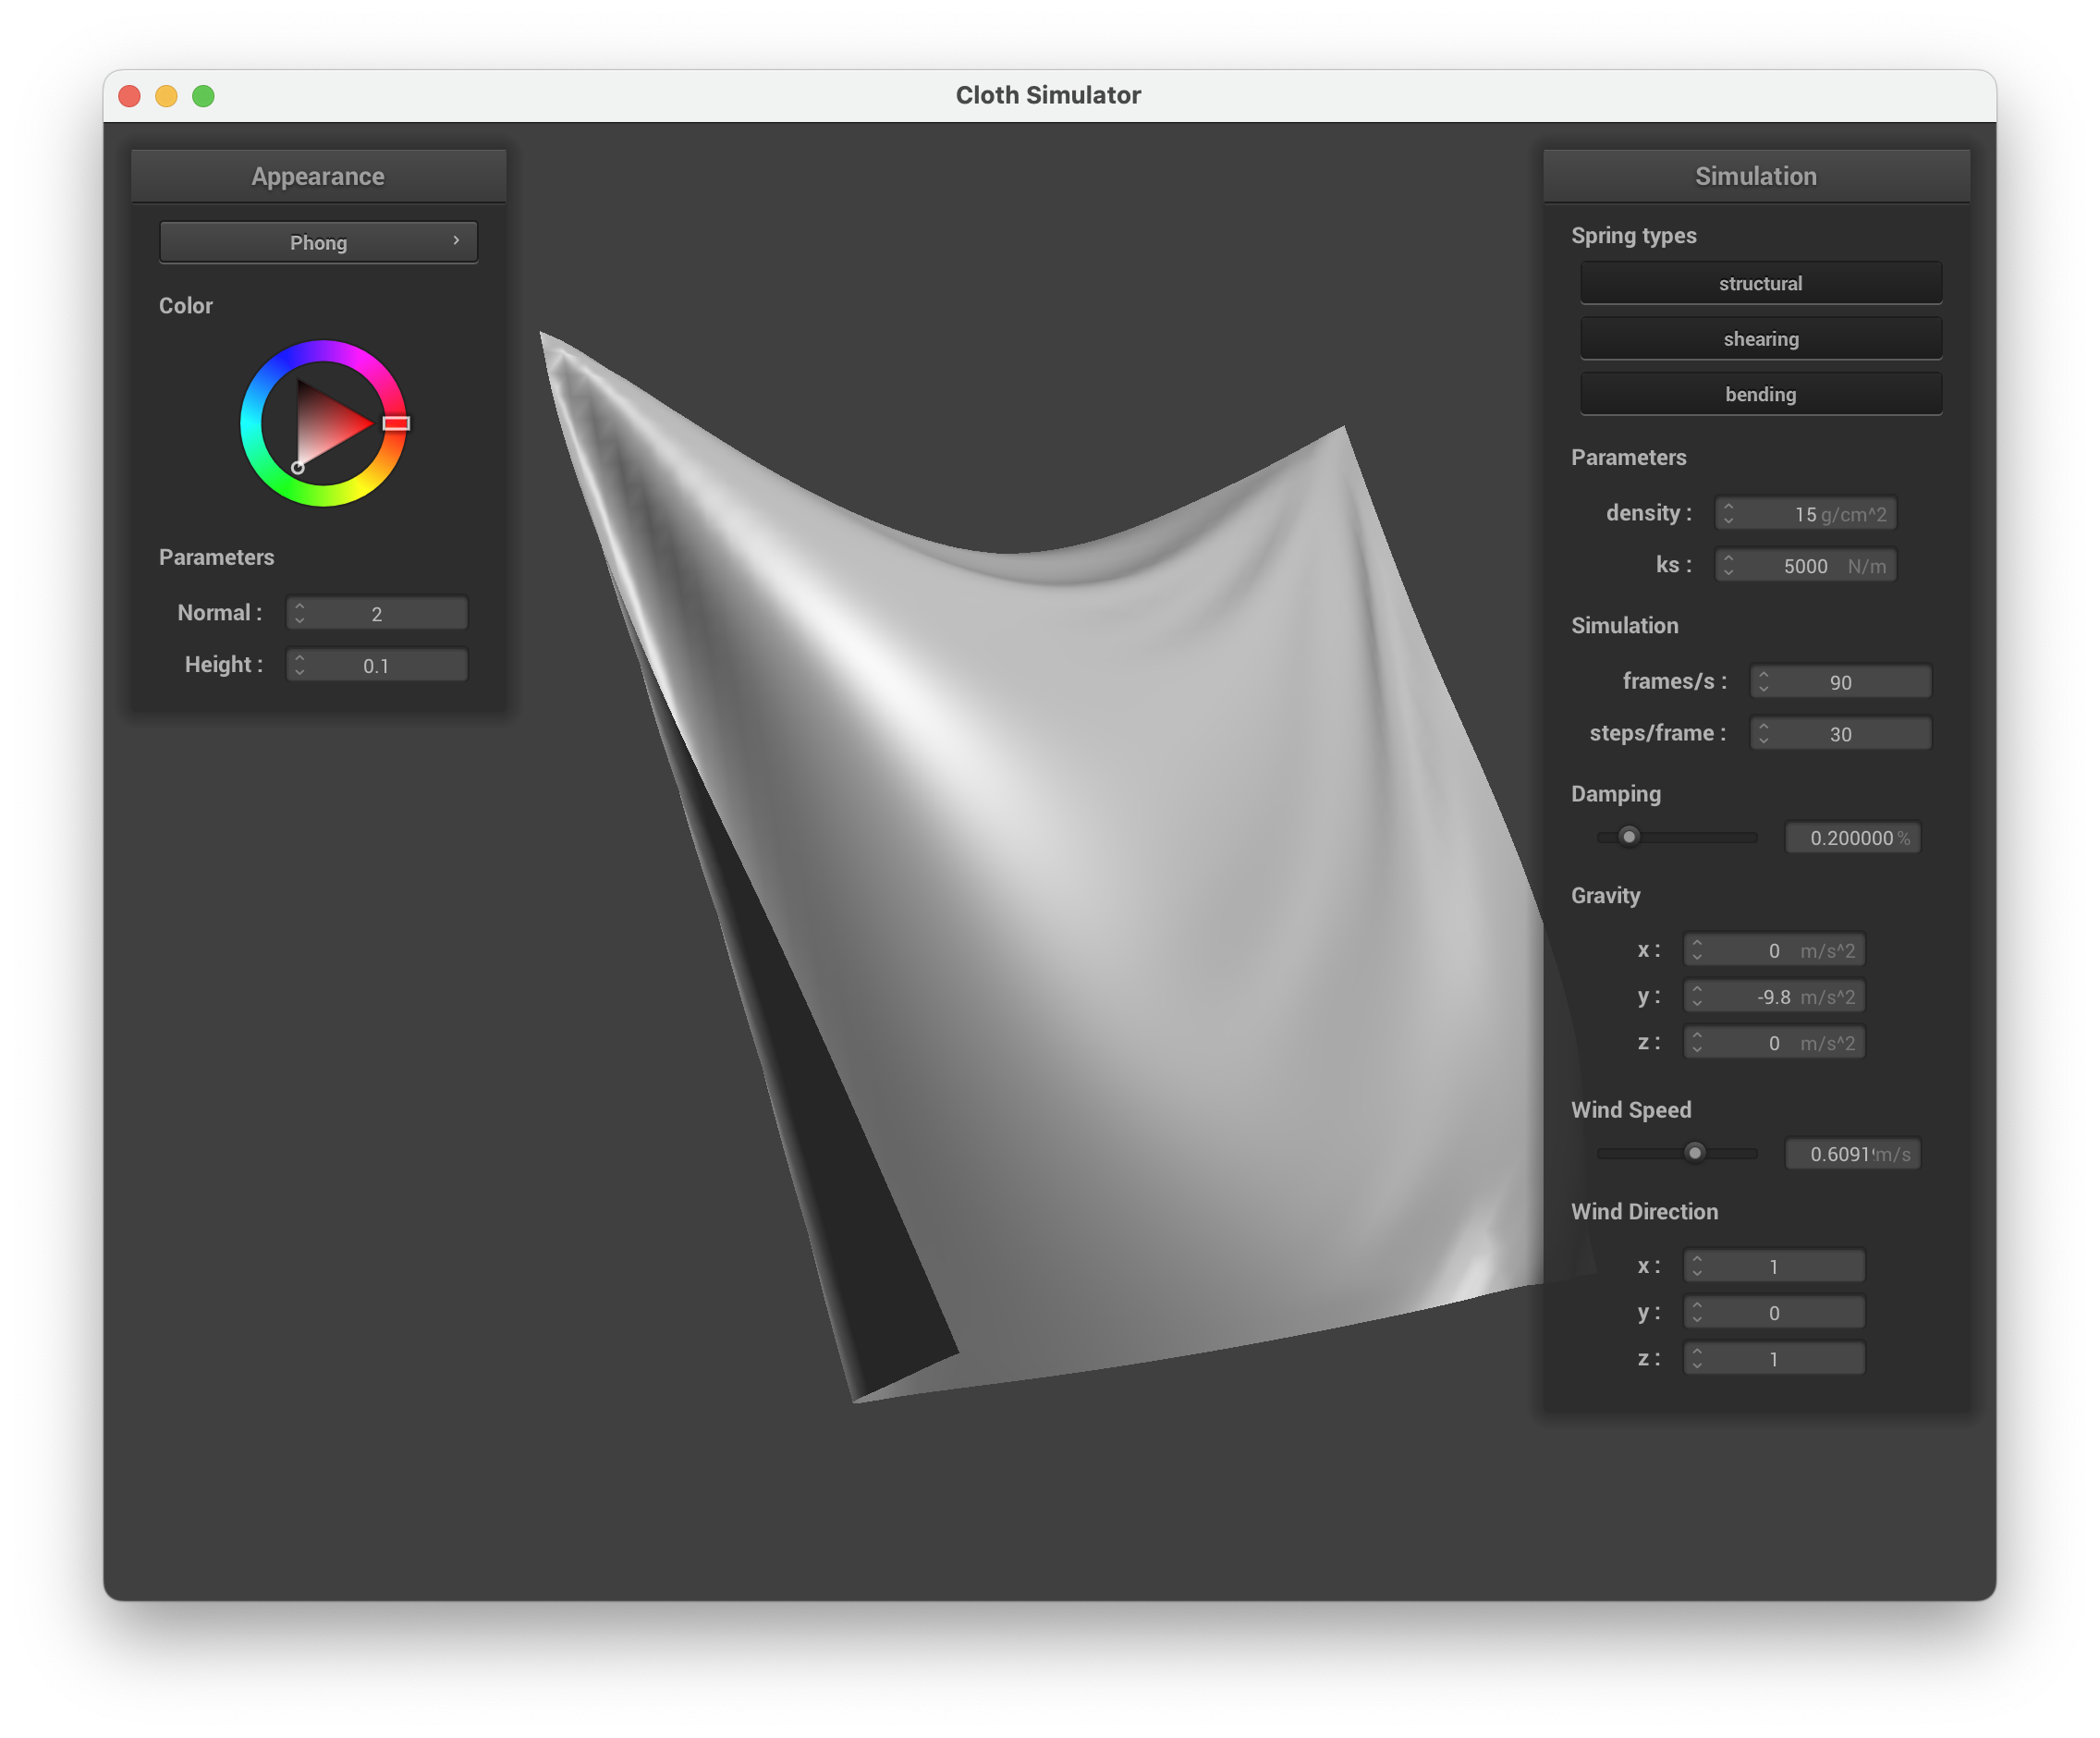 Cloth Simulator
Appearance
Phong
Color
Parameters
Normal : 2
Height : 0.1
Simulation
Spring types
structural
shearing
bending
Parameters
density : 15 g/cm^2
ks : 5000 N/m
Simulation
frames/s : 90
steps/frame : 30
Damping
0.200000 %
Gravity
x : 0 m/s^2
y : -9.8 m/s^2
z : 0 m/s^2
Wind Speed
0.6091 m/s
Wind Direction
x : 1
y : 0
z : 1